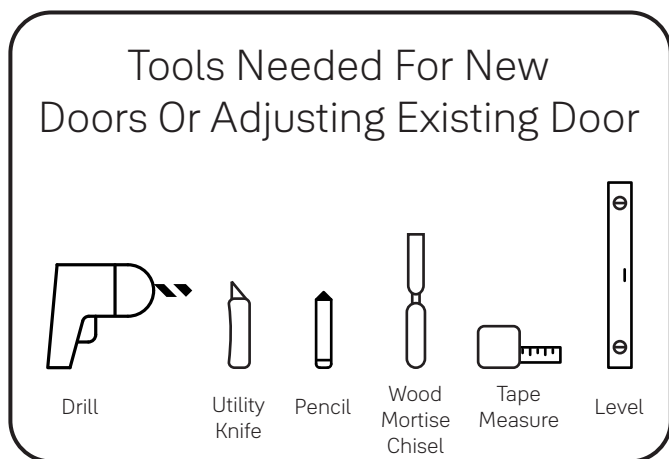 Tools Needed For New
Doors Or Adjusting Existing Door
Drill
Utility
Knife
Pencil
Wood
Mortise
Chisel
Tape
Measure
Level